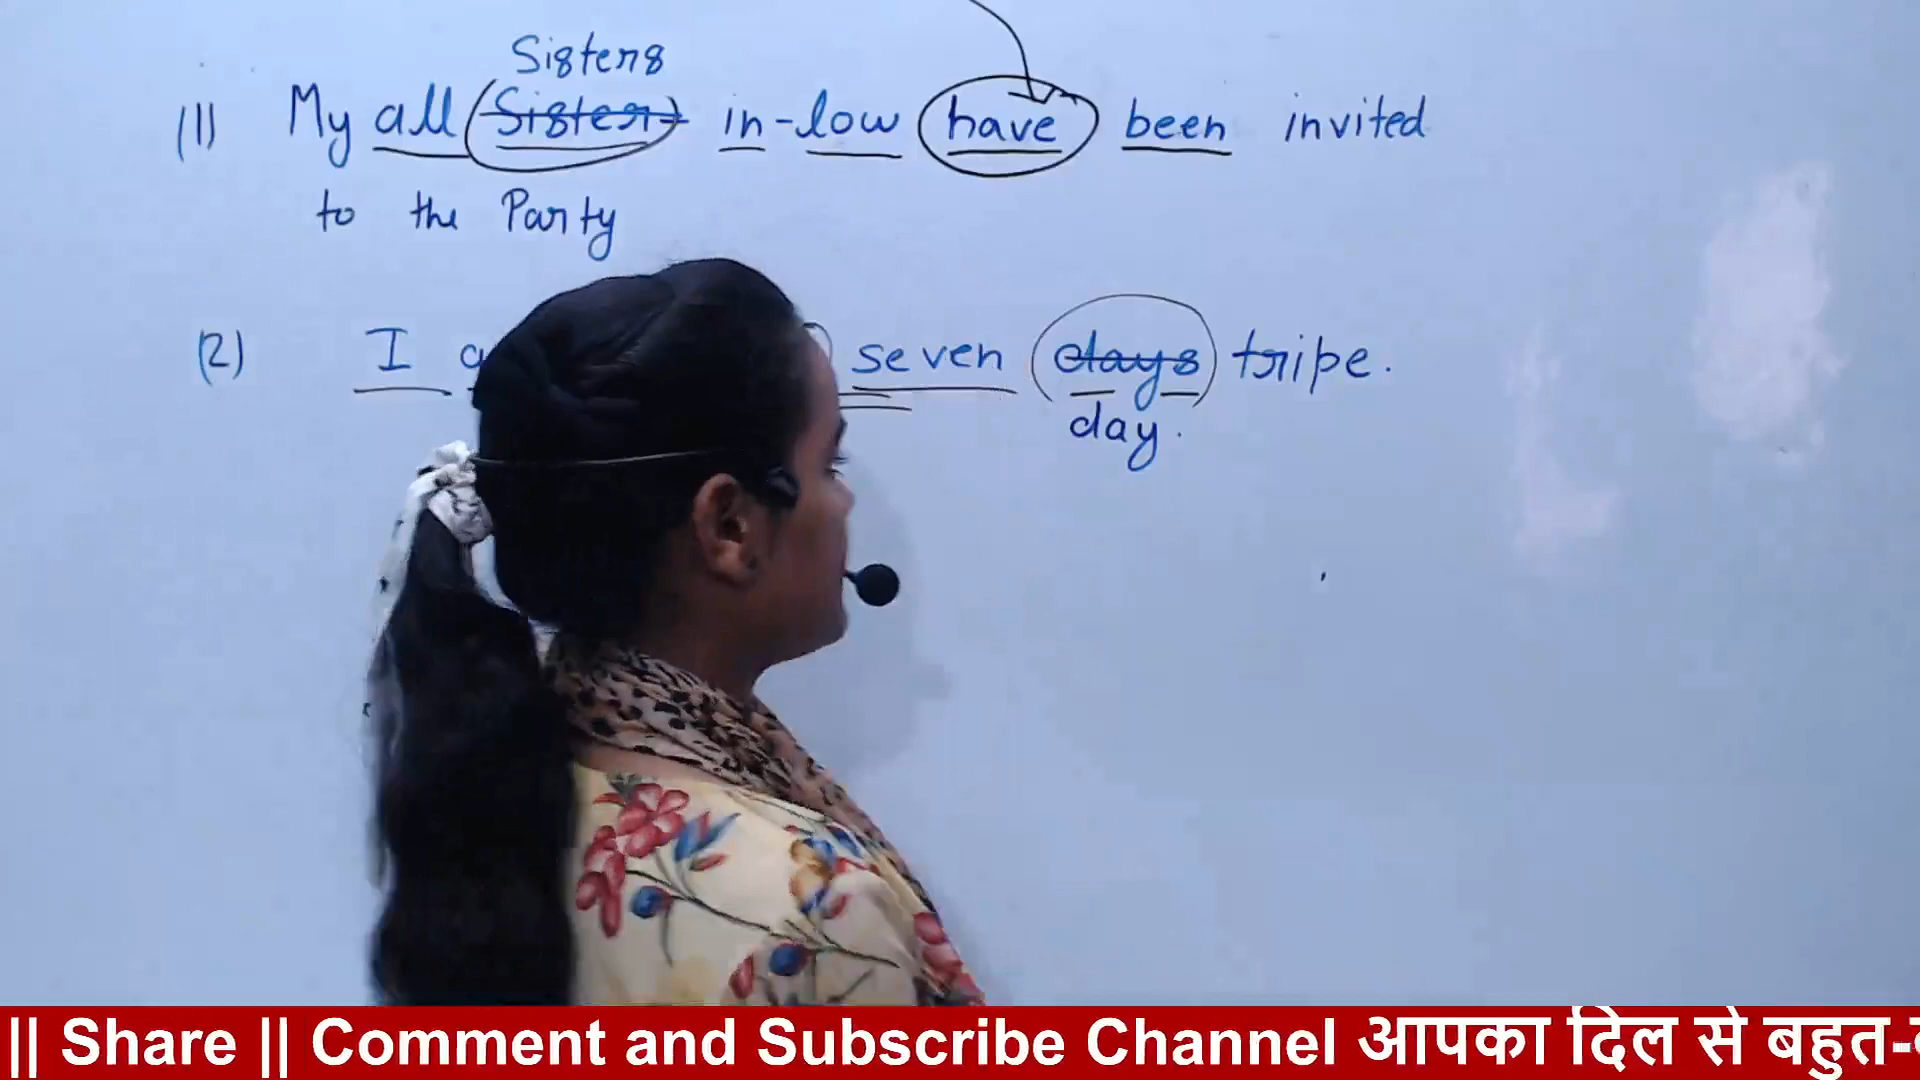 Sisters
(1) My all Sister in-low have been invited
to the Party
(2) I seven days tripe.
day.
|| Share || Comment and Subscribe Channel आपका दिल से बहुत-